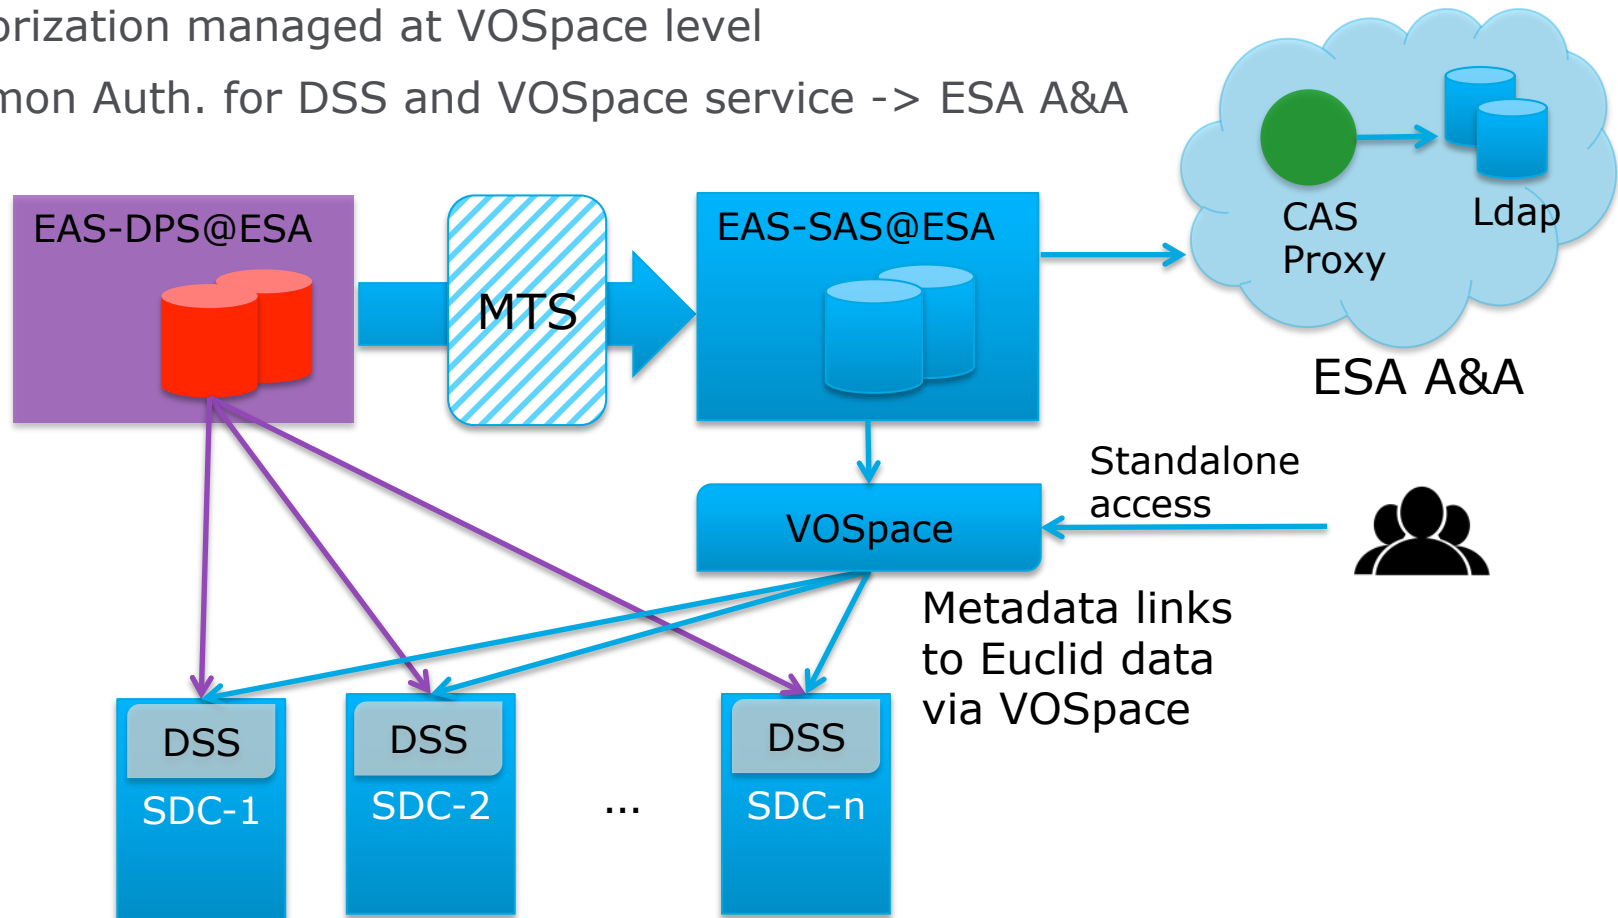 orization managed at VOSpace level
mon Auth. for DSS and VOSpace service -> ESA A&A
EAS-DPS@ESA
MTS
EAS-SAS@ESA
CAS
Proxy
Ldap
ESA A&A
Standalone
access
VOSpace
Metadata links
to Euclid data
via VOSpace
DSS
SDC-1
DSS
SDC-2
...
DSS
SDC-n